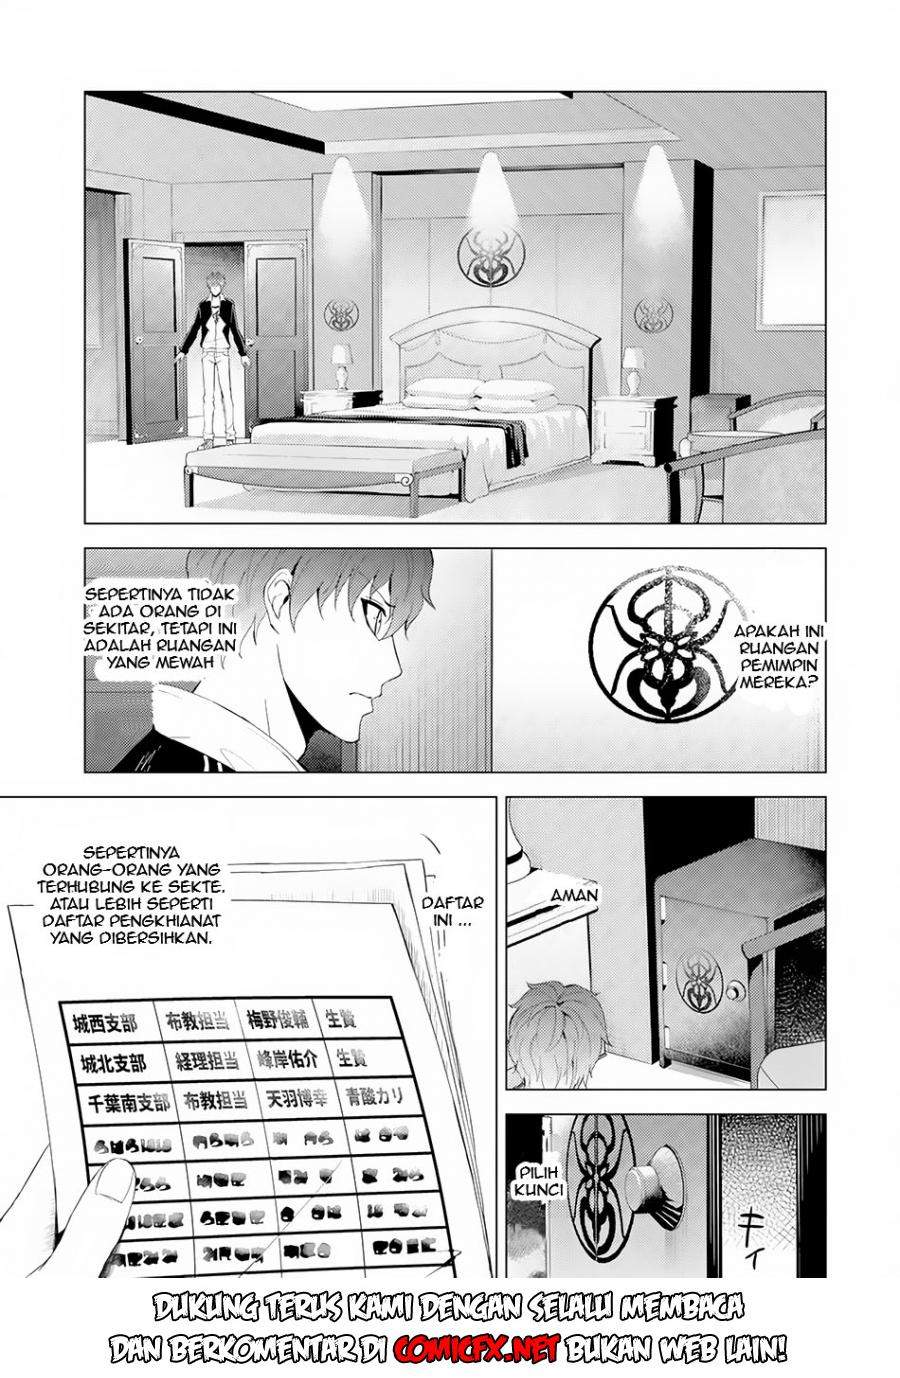 APAKAH INI
RUANGAN
PEMIMPIN
MEREKA?
SEPERTINYA TIDAK
ADA ORANG DI
SEKITAR, TETAPI INI
ADALAH RUANGAN
YANG MEWAH
AMAN
PILIH
KUNCI
キィ
DAFTAR
INI ...
SEPERTINYA
ORANG-ORANG YANG
TERHUBUNG KE SEKTE.
ATAU LEBIH SEPERTI
DAFTAR PENGKHIANAT
YANG DIBERSIHKAN.
城西支部 布教担当 梅野俊輔 生贄
城北支部 経理担当 峰岸佑介 生贄
千葉南支部 布教担当 天羽博幸 青酸カリ
DUKUNG TERUS KAMI DENGAN SELALU MEMBACA
DAN BERKOMENTAR DI COMICFX.NET BUKAN WEB LAIN!